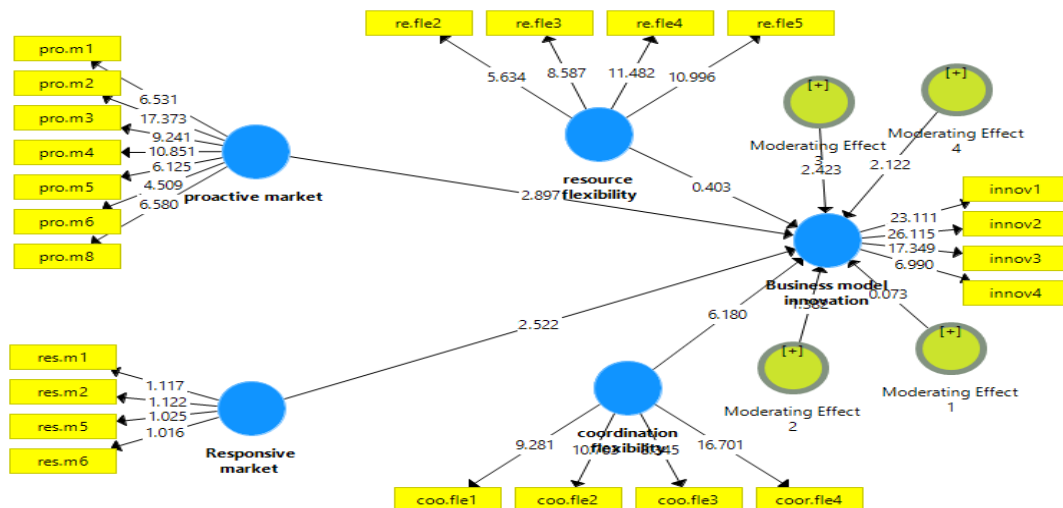 re.fle2
re.fle3
re.fle4
re.fle5
pro.m1
pro.m2
pro.m3
pro.m4
pro.m5
pro.m6
pro.m8
6.531
17.373
9.241
10.851
6.125
4.509
6.580
proactive market
5.634
8.587
11.482
10.996
resource
flexibility
[+]
Moderating Effect
[+]
Moderating Effect
4
2.423
2.122
0.403
2.897
2.522
6.180
Business model
innovation
23.111
26.115
17.349
6.990
innov1
innov2
innov3
innov4
0.073
[+]
Moderating Effect
2
[+]
Moderating Effect
1
res.m1
res.m2
res.m5
res.m6
1.117
1.122
1.025
1.016
Responsive
market
coordination
flexibility
9.281
16.701
coo.fle1
coo.fle2
coo.fle3
coor.fle4